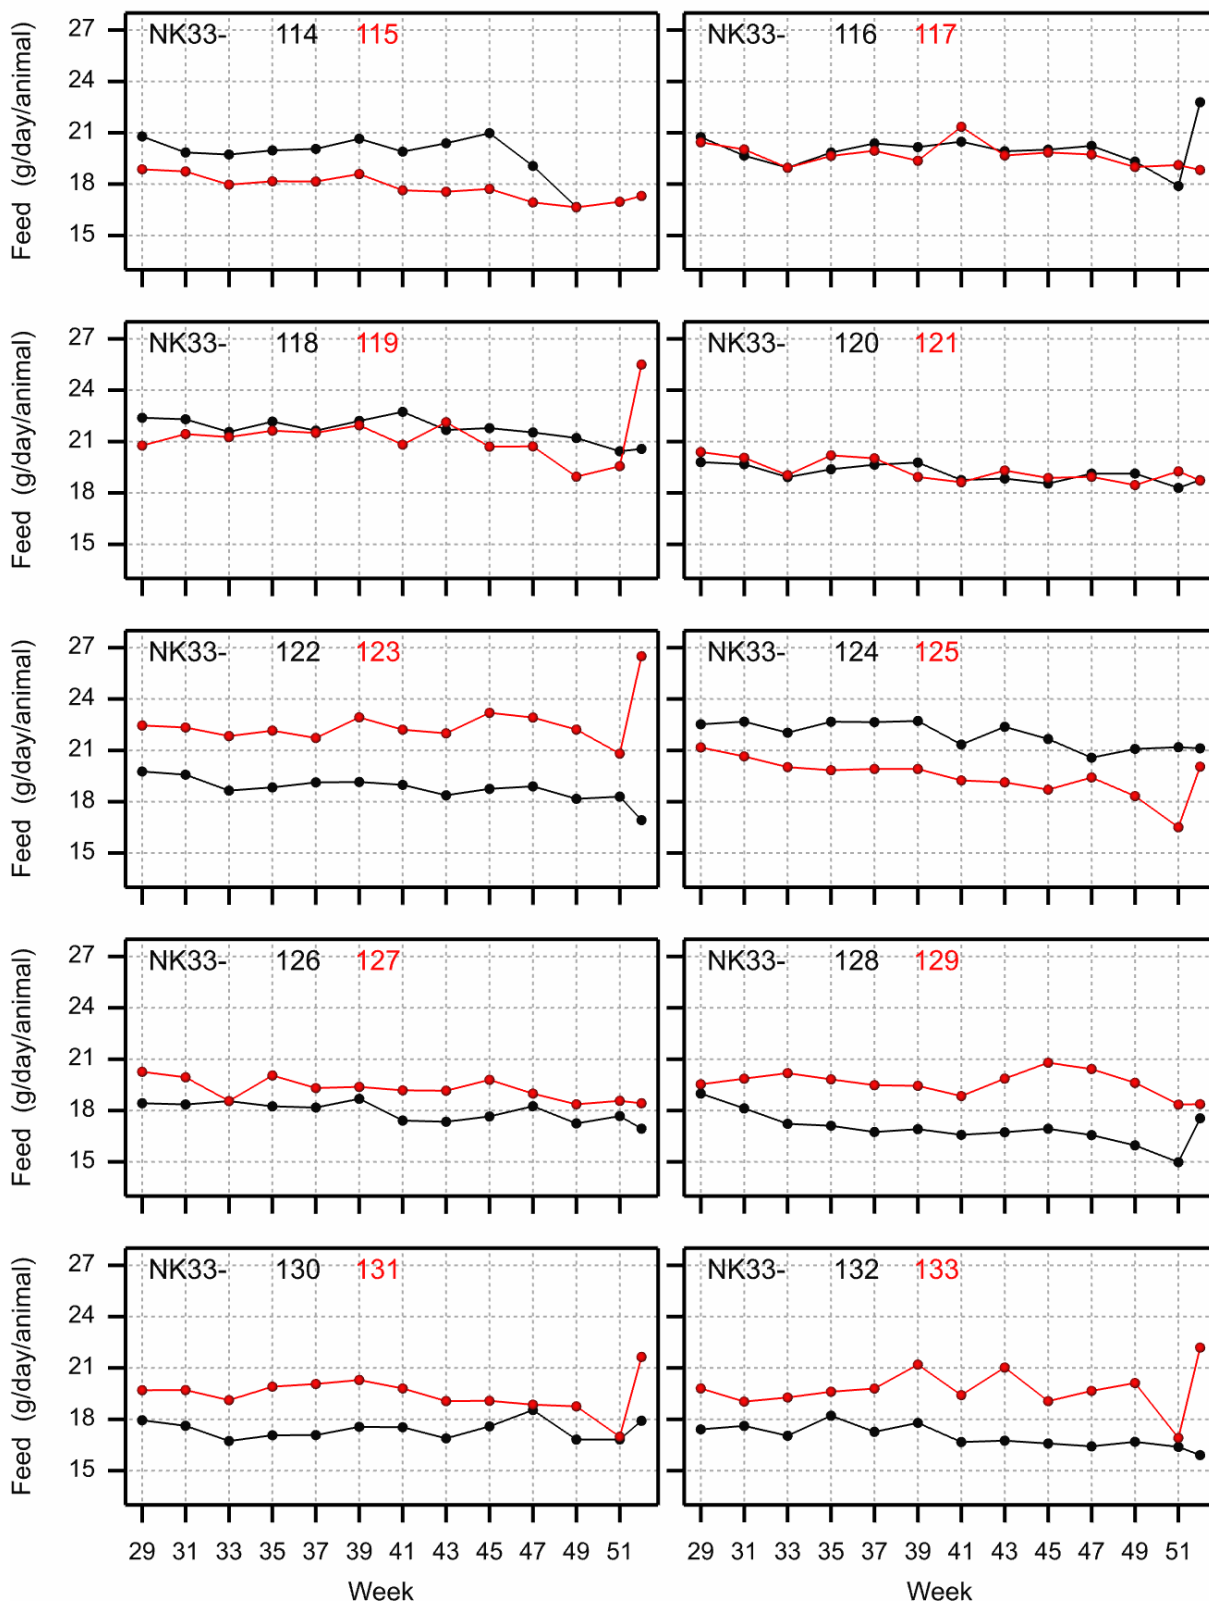 NK33- 114 115
NK33- 116 117
27
24
21
18
15
Feed (g/day/animal)
NK33- 118 119
NK33- 120 121
27
24
21
18
15
Feed (g/day/animal)
NK33- 122 123
NK33- 124 125
27
24
21
18
15
Feed (g/day/animal)
NK33- 126 127
NK33- 128 129
27
24
21
18
15
Feed (g/day/animal)
NK33- 130 131
NK33- 132 133
27
24
21
18
15
Feed (g/day/animal)
29 31 33 35 37 39 41 43 45 47 49 51
29 31 33 35 37 39 41 43 45 47 49 51
Week
Week